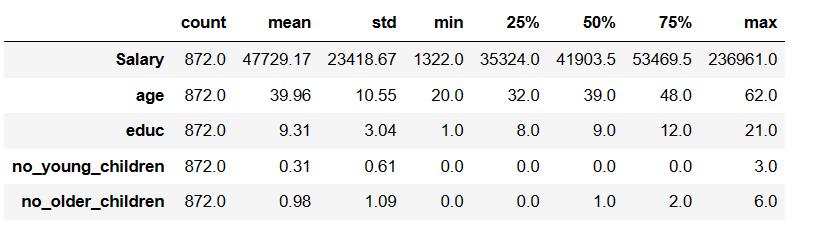 count mean std min 25% 50% 75% max
Salary 872.0 47729.17 23418.67 1322.0 35324.0 41903.5 53469.5 236961.0
age 872.0 39.96 10.55 20.0 32.0 39.0 48.0 62.0
educ 872.0 9.31 3.04 1.0 8.0 9.0 12.0 21.0
no_young_children 872.0 0.31 0.61 0.0 0.0 0.0 0.0 3.0
no_older_children 872.0 0.98 1.09 0.0 0.0 1.0 2.0 6.0